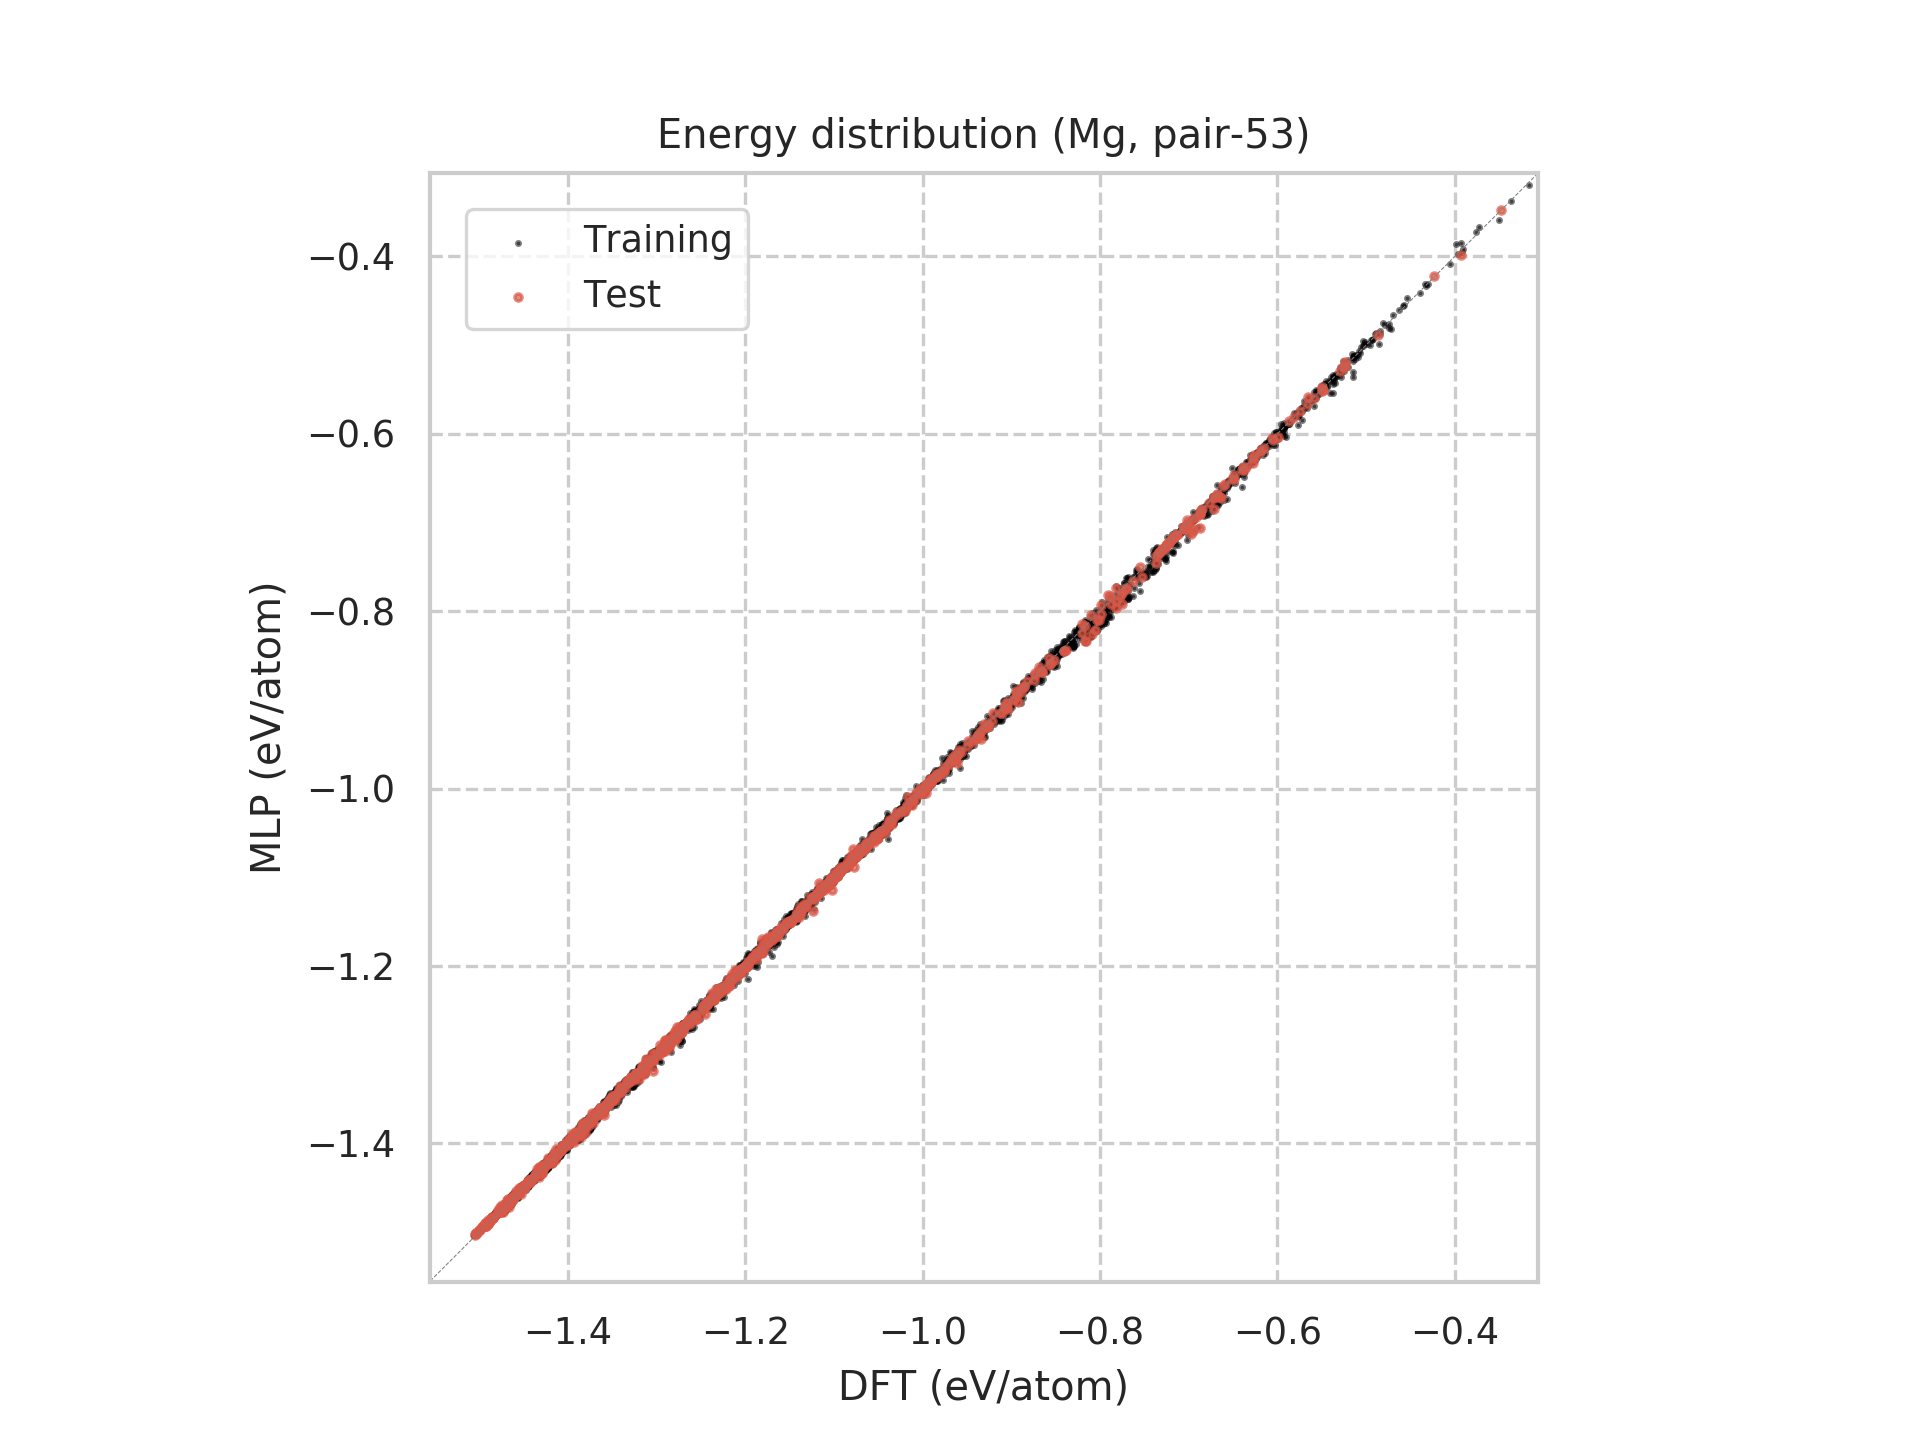 Energy distribution (Mg, pair-53)
Training
Test
−0.4
−0.6
−0.8
−1.0
−1.2
−1.4
MLP (eV/atom)
−1.4 −1.2 −1.0 −0.8 −0.6 −0.4
DFT (eV/atom)